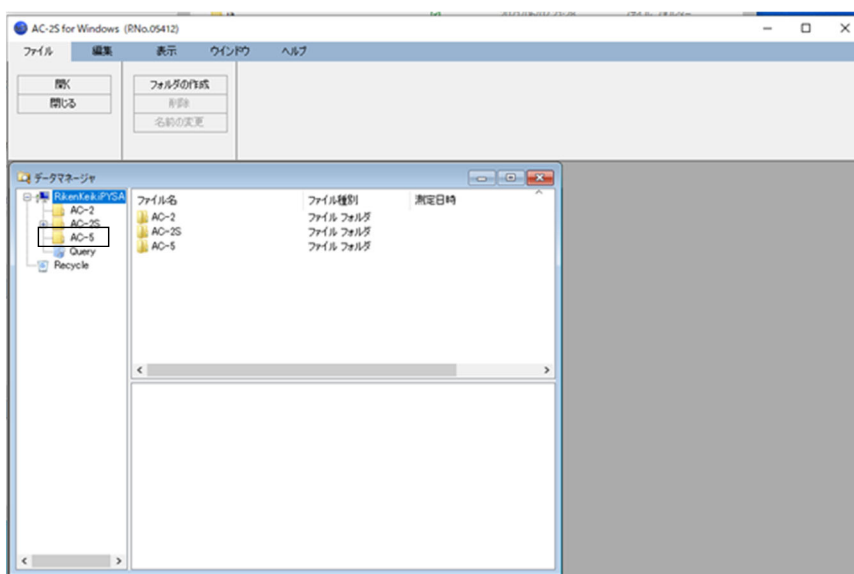 AC-2S for Windows (P.No.05412)
ファイル 編集 表示 ウインドウ ヘルプ
開く
閉じる
フォルダの作成
削除
名前の変更
データマネージャ
RikenKeikiPYSA
AC-2
AC-2S
AC-5
Query
Recycle
ファイル名 ファイル種別 測定日時
AC-2 ファイル フォルダ
AC-2S ファイル フォルダ
AC-5 ファイル フォルダ